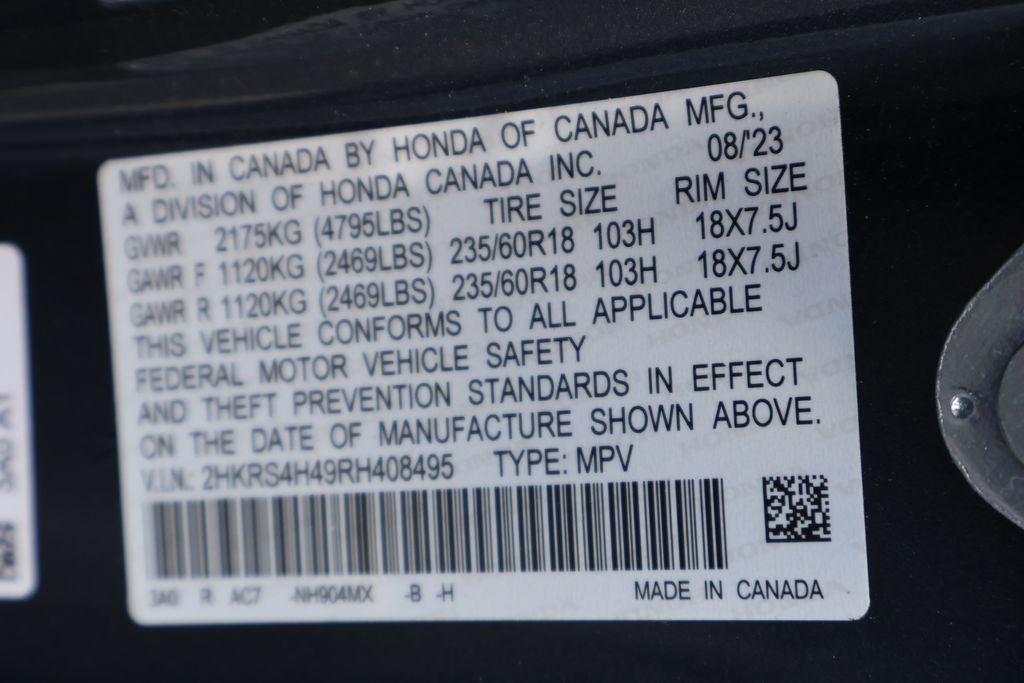 MFD. IN CANADA BY HONDA OF CANADA MFG.,
A DIVISION OF HONDA CANADA INC. 08/'23
GVWR 2175KG (4795LBS) TIRE SIZE RIM SIZE
GAWR F 1120KG (2469LBS) 235/60R18 103H 18X7.5J
GAWR R 1120KG (2469LBS) 235/60R18 103H 18X7.5J
THIS VEHICLE CONFORMS TO ALL APPLICABLE
FEDERAL MOTOR VEHICLE SAFETY
AND THEFT PREVENTION STANDARDS IN EFFECT
ON THE DATE OF MANUFACTURE SHOWN ABOVE.
V.I.N.: 2HKRS4H49RH408495 TYPE: MPV
R AC7 -NH904MX -B -H MADE IN CANADA